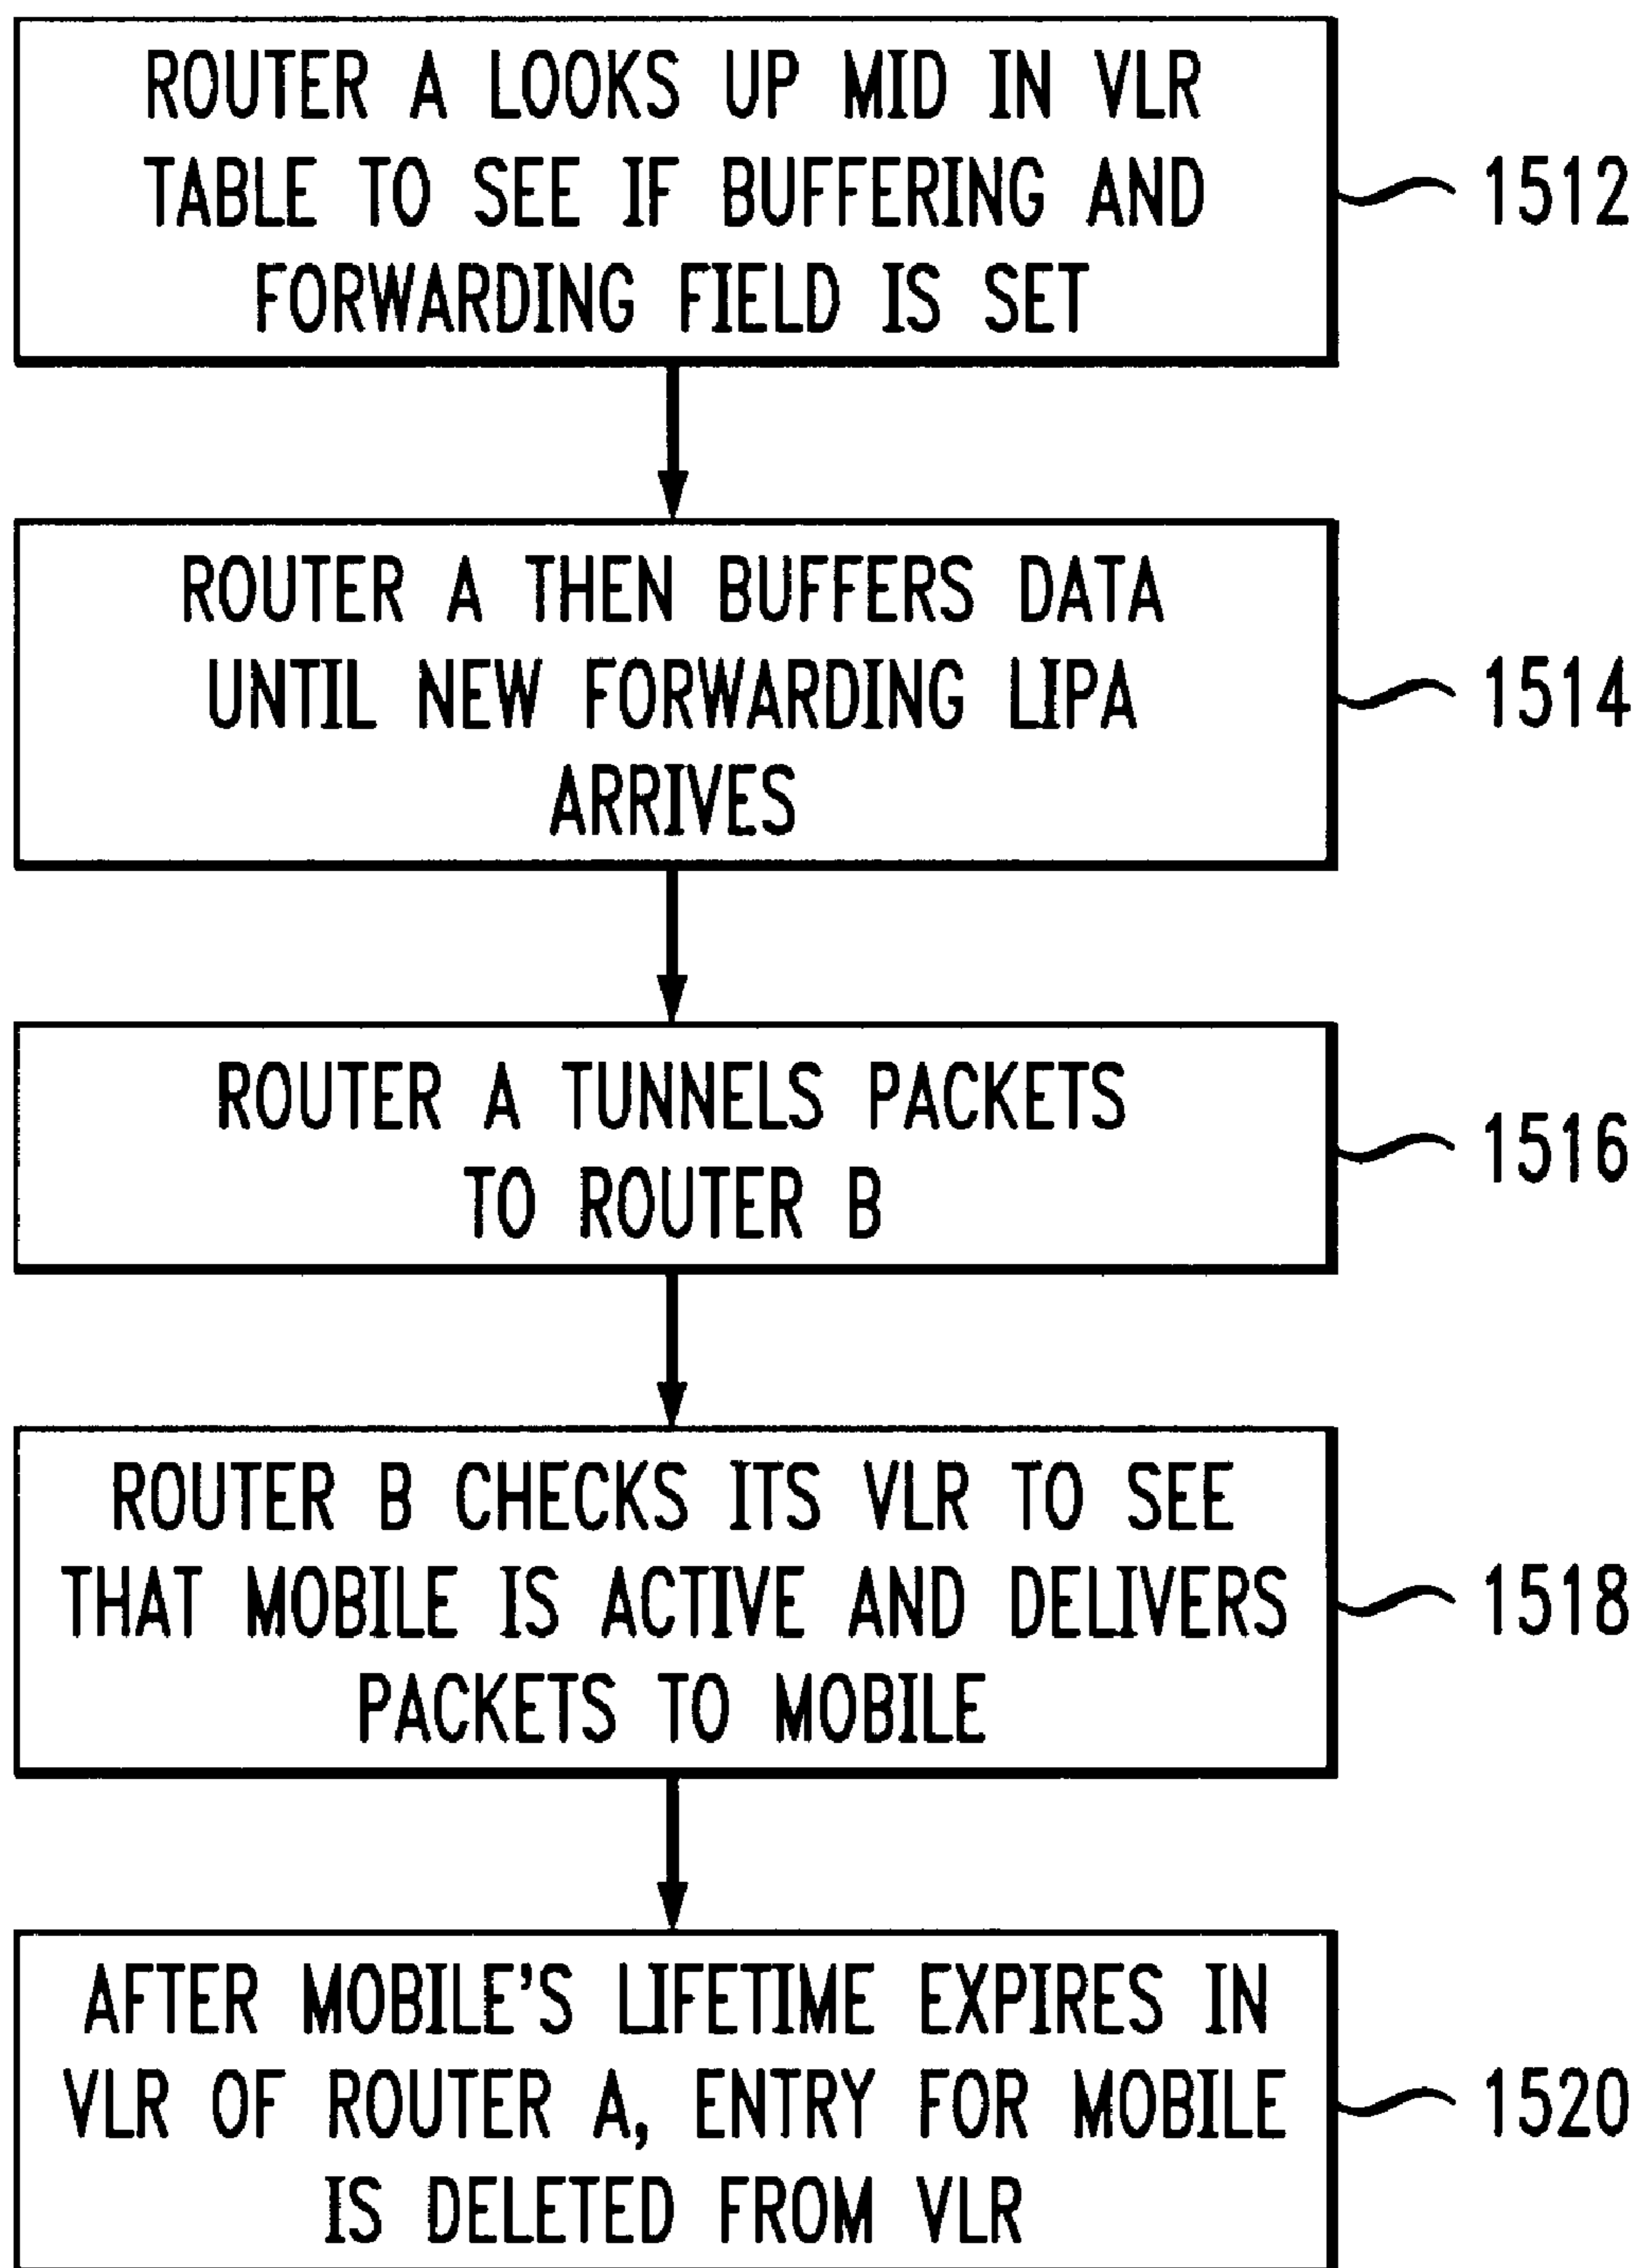 ROUTER A LOOKS UP MID IN VLR
TABLE TO SEE IF BUFFERING AND
FORWARDING FIELD IS SET
1512
ROUTER A THEN BUFFERS DATA
UNTIL NEW FORWARDING LIPA
ARRIVES
1514
ROUTER A TUNNELS PACKETS
TO ROUTER B
1516
ROUTER B CHECKS ITS VLR TO SEE
THAT MOBILE IS ACTIVE AND DELIVERS
PACKETS TO MOBILE
1518
AFTER MOBILE'S LIFETIME EXPIRES IN
VLR OF ROUTER A, ENTRY FOR MOBILE
IS DELETED FROM VLR
1520